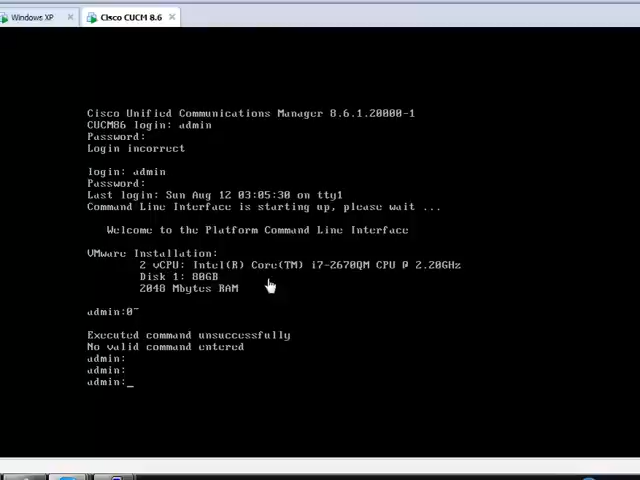 Windows XP
Cisco CUCM 8.6
Cisco Unified Communications Manager 8.6.1.20000-1
CUCM86 login: admin
Password:
Login incorrect
login: admin
Password:
Last login: Sun Aug 12 03:05:30 on tty1
Command Line Interface is starting up, please wait ...
Welcome to the Platform Command Line Interface
VMware Installation:
2 vCPU: Intel(R) Core(TM) i7-2670QM CPU @ 2.20GHz
Disk 1: 80GB
2048 Mbytes RAM
admin:0~
Executed command unsuccessfully
No valid command entered
admin:
admin:
admin:_